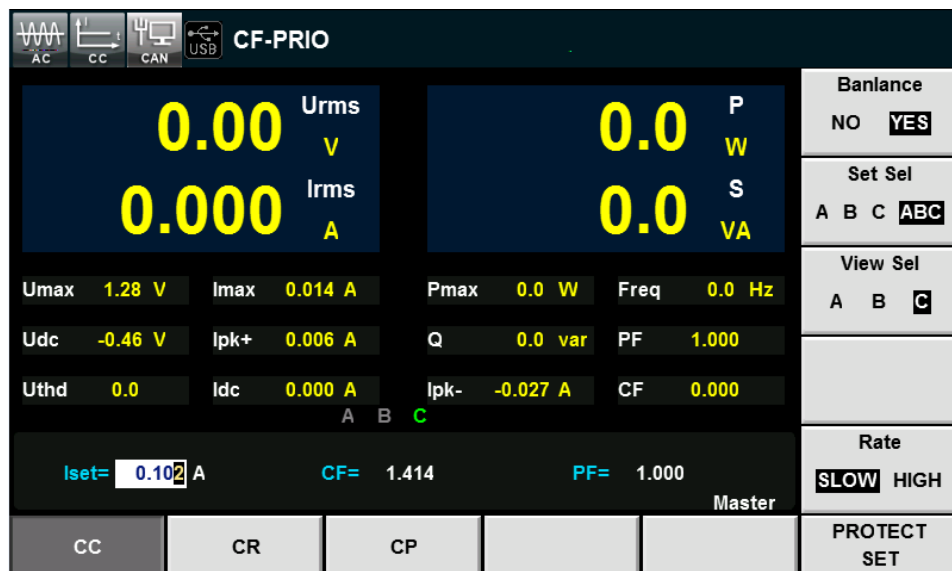 AC CC t CAN USB CF-PRIO
0.00 Urms V
0.0 P W
0.000 Irms A
0.0 S VA
Umax 1.28 V Imax 0.014 A Pmax 0.0 W Freq 0.0 Hz
Udc -0.46 V Ipk+ 0.006 A Q 0.0 var PF 1.000
Uthd 0.0 Idc 0.000 A Ipk- -0.027 A CF 0.000
A B C
Iset= 0.102 A CF= 1.414 PF= 1.000
Master
CC CR CP
Banlance
NO YES
Set Sel
A B C ABC
View Sel
A B C
Rate
SLOW HIGH
PROTECT
SET